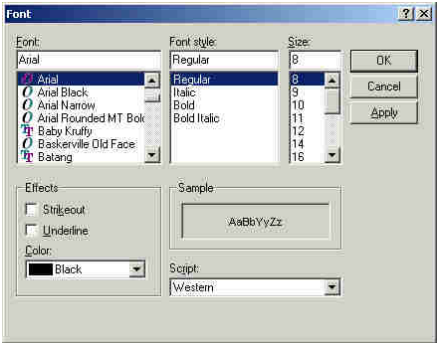 Font
Font:
Arial
Arial
Arial Black
Arial Narrow
Arial Rounded MT Bol
Baby Kruffy
Baskerville Old Face
Batang
Font style:
Regular
Regular
Italic
Bold
Bold Italic
Size:
8
8
9
10
11
12
14
16
OK
Cancel
Apply
Effects
Strikeout
Underline
Color:
Black
Sample
AaBbYyZz
Script:
Western